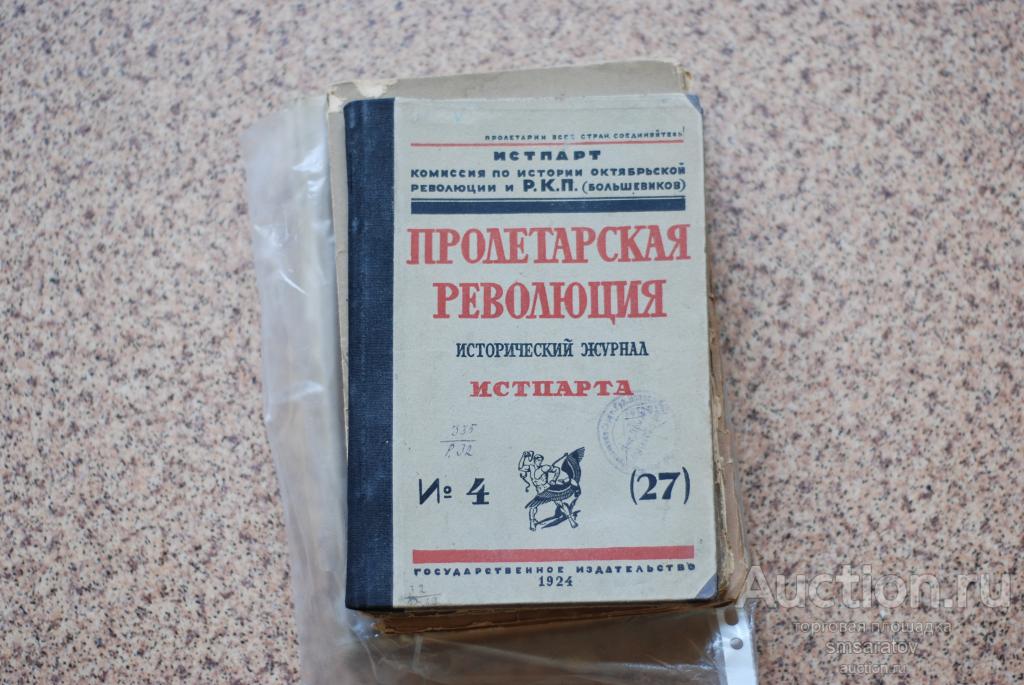 ПРОЛЕТАРИИ ВСЕХ СТРАН, СОЕДИНЯЙТЕСЬ!
ИСТПАРТ
КОМИССИЯ ПО ИСТОРИИ ОКТЯБРЬСКОЙ
РЕВОЛЮЦИИ И Р.К.П. (БОЛЬШЕВИКОВ)
ПРОЛЕТАРСКАЯ
РЕВОЛЮЦИЯ
ИСТОРИЧЕСКИЙ ЖУРНАЛ
ИСТПАРТА
№ 4 (27)
ГОСУДАРСТВЕННОЕ ИЗДАТЕЛЬСТВО
1924
Auction.ru
торговая площадка
smsaratov
auction.ru